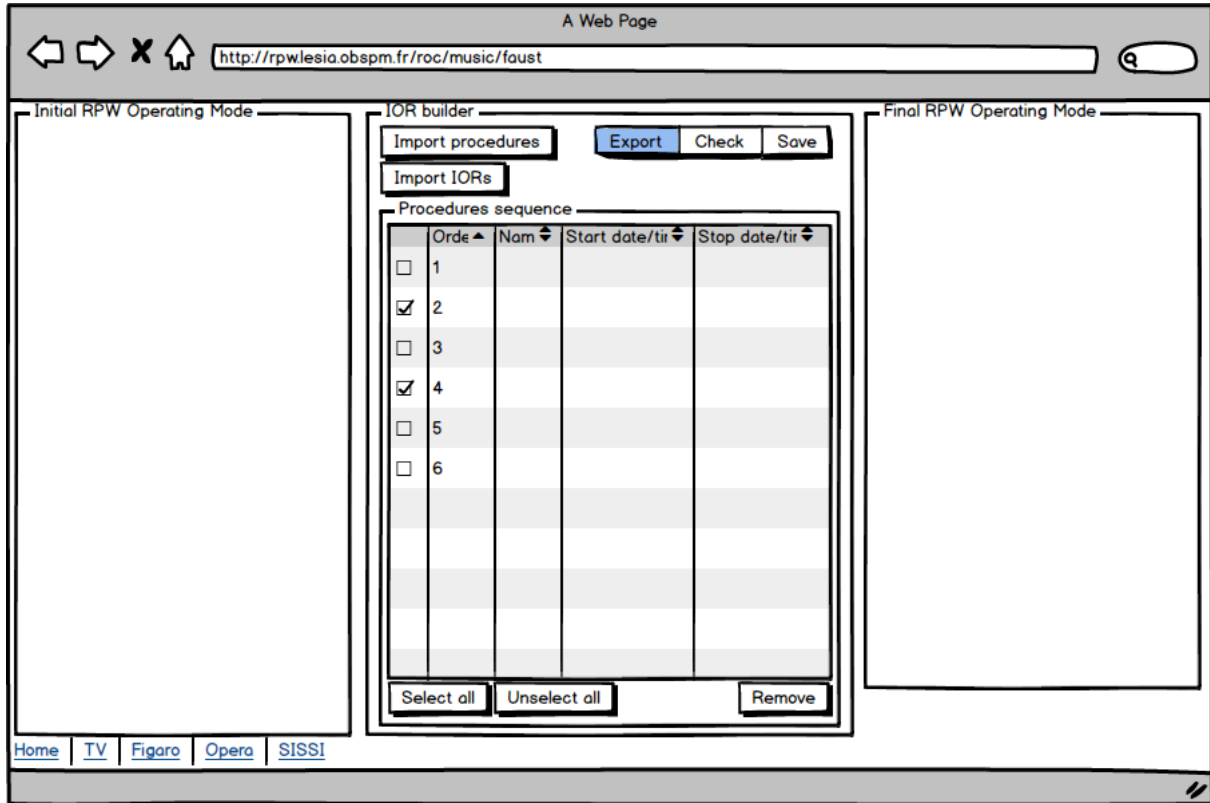 A Web Page
http://rpw.lesia.obspm.fr/roc/music/faust
Initial RPW Operating Mode
IOR builder
Import procedures
Export Check Save
Import IORs
Procedures sequence
Orde Nam Start date/tir Stop date/tir
1
2
3
4
5
6
Select all Unselect all Remove
Final RPW Operating Mode
Home TV Figaro Opera SISSI